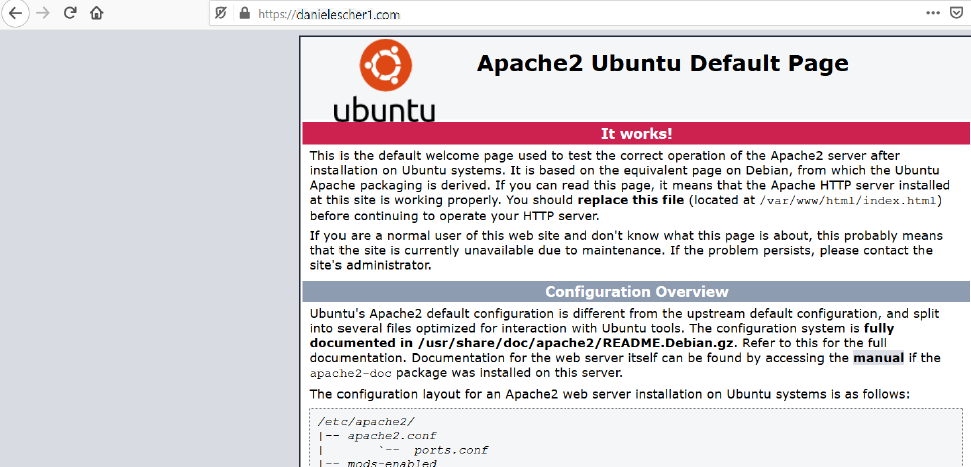 https://danielescher1.com
Apache2 Ubuntu Default Page
ubuntu
It works!
This is the default welcome page used to test the correct operation of the Apache2 server after
installation on Ubuntu systems. It is based on the equivalent page on Debian, from which the Ubuntu
Apache packaging is derived. If you can read this page, it means that the Apache HTTP server installed
at this site is working properly. You should replace this file (located at /var/www/html/index.html)
before continuing to operate your HTTP server.
If you are a normal user of this web site and don't know what this page is about, this probably means
that the site is currently unavailable due to maintenance. If the problem persists, please contact the
site's administrator.
Configuration Overview
Ubuntu's Apache2 default configuration is different from the upstream default configuration, and split
into several files optimized for interaction with Ubuntu tools. The configuration system is fully
documented in /usr/share/doc/apache2/README.Debian.gz. Refer to this for the full
documentation. Documentation for the web server itself can be found by accessing the manual if the
apache2-doc package was installed on this server.
The configuration layout for an Apache2 web server installation on Ubuntu systems is as follows:
/etc/apache2/
|-- apache2.conf
|       `--  ports.conf
|-- mods-enabled